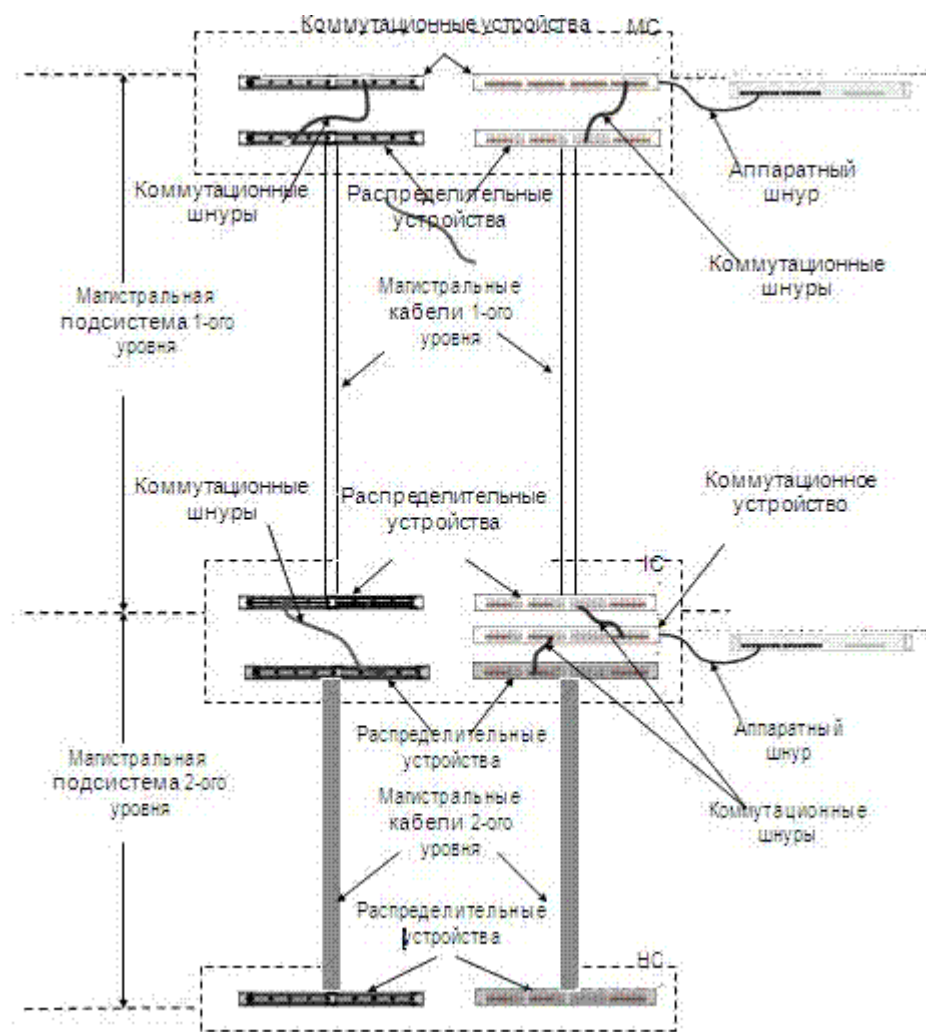 Коммутационные устройства
MC
Коммутационные
шнуры
Распределительные
устройства
Аппаратный
шнур
Коммутационные
шнуры
Магистральная
подсистема 1-ого
уровня
Магистральные
кабели 1-ого
уровня
Коммутационные
шнуры
Распределительные
устройства
Коммутационное
устройство
IC
Распределительные
устройства
Аппаратный
шнур
Магистральная
подсистема 2-ого
уровня
Магистральные
кабели 2-ого
уровня
Коммутационные
шнуры
Распределительные
устройства
HC